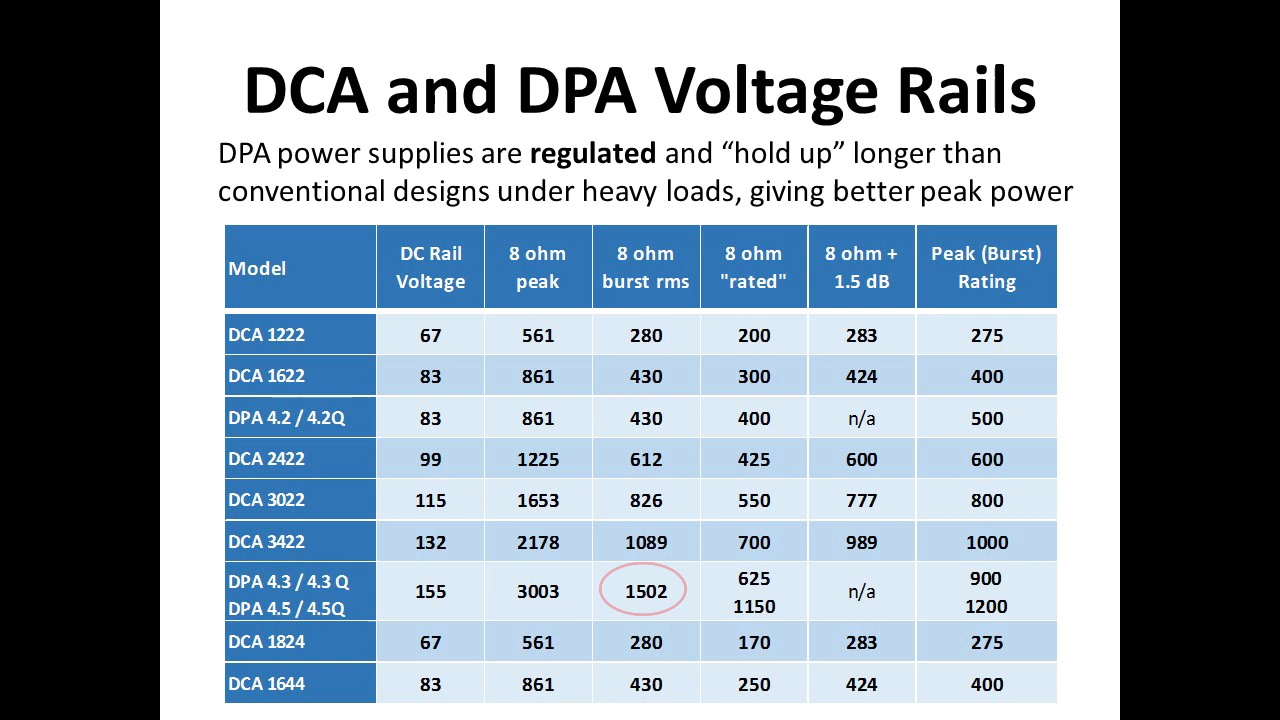 DCA and DPA Voltage Rails
DPA power supplies are regulated and “hold up” longer than
conventional designs under heavy loads, giving better peak power
Model DC Rail Voltage 8 ohm peak 8 ohm burst rms 8 ohm "rated" 8 ohm + 1.5 dB Peak (Burst) Rating
DCA 1222 67 561 280 200 283 275
DCA 1622 83 861 430 300 424 400
DPA 4.2 / 4.2Q 83 861 430 400 n/a 500
DCA 2422 99 1225 612 425 600 600
DCA 3022 115 1653 826 550 777 800
DCA 3422 132 2178 1089 700 989 1000
DPA 4.3 / 4.3 Q 155 3003 1502 625 n/a 900
DPA 4.5 / 4.5Q 1150 1200
DCA 1824 67 561 280 170 283 275
DCA 1644 83 861 430 250 424 400